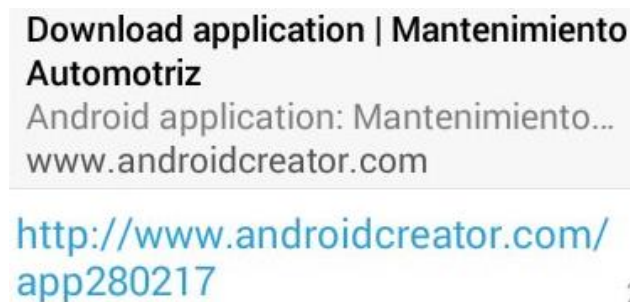 Download application | Mantenimiento
Automotriz
Android application: Mantenimiento...
www.androidcreator.com
http://www.androidcreator.com/
app280217